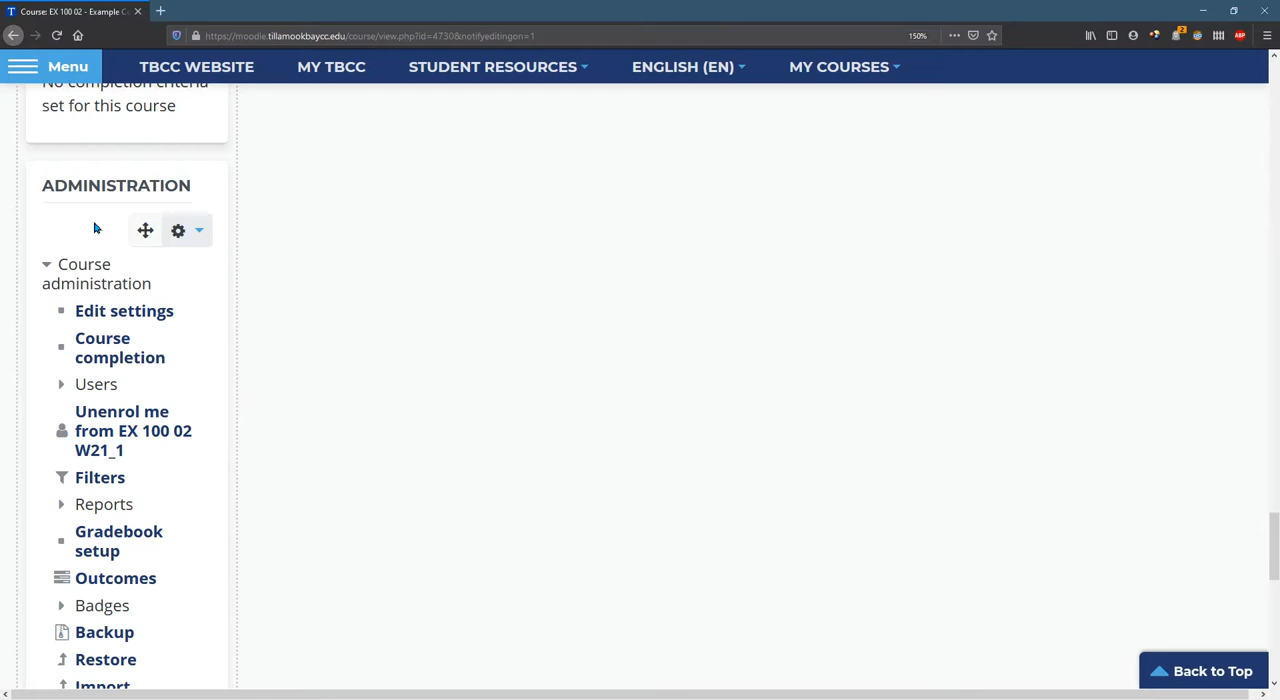 Course: EX 100 02 - Example C
https://moodle.tillamookbaycc.edu/course/view.php?id=4730&notifyeditingon=1
150%
2
ABP
Menu
TBCC WEBSITE
MY TBCC
STUDENT RESOURCES
ENGLISH (EN)
MY COURSES
No completion criteria
set for this course
ADMINISTRATION
Course
administration
Edit settings
Course
completion
Users
Unenrol me
from EX 100 02
W21_1
Filters
Reports
Gradebook
setup
Outcomes
Badges
Backup
Restore
Import
Back to Top